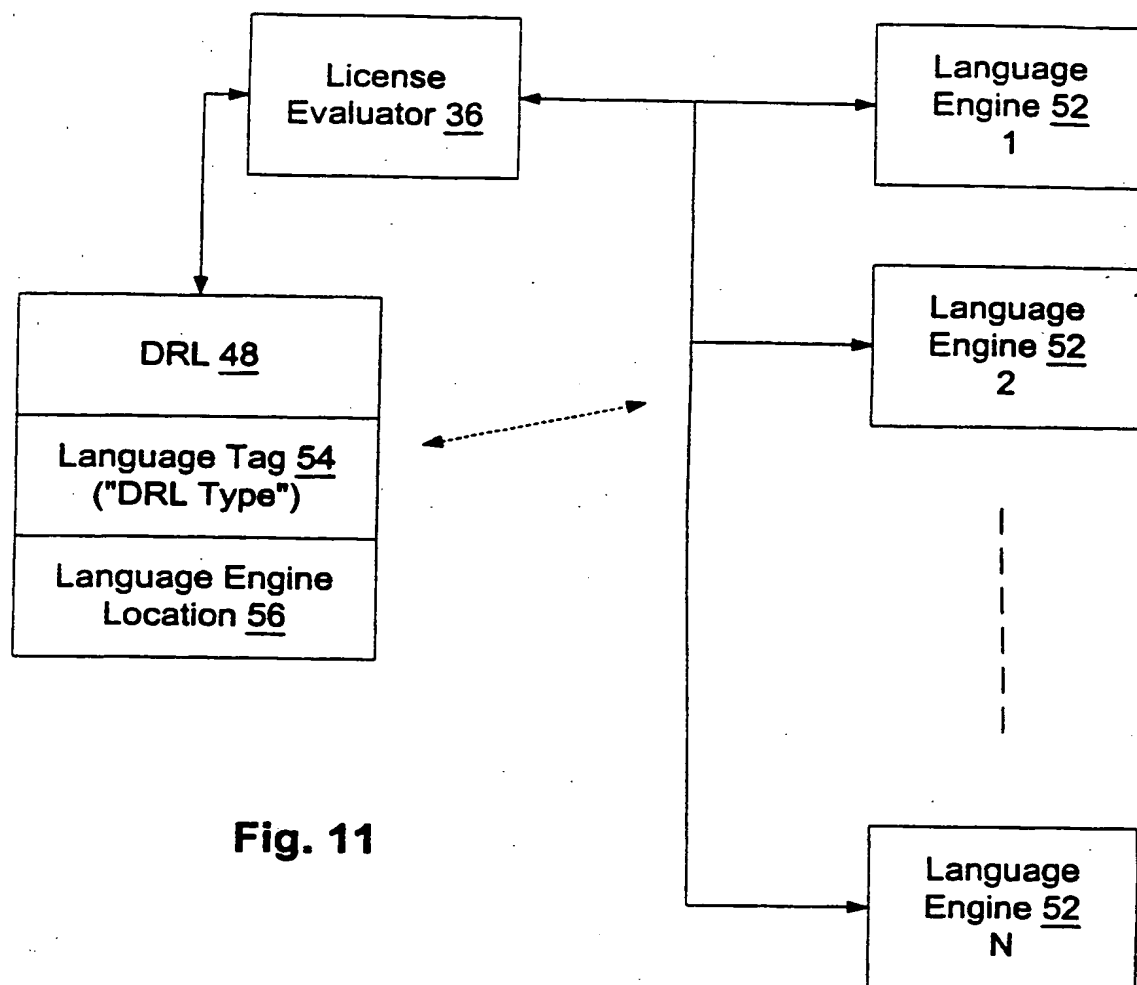 License
Evaluator 36
Language
Engine 52
1
Language
Engine 52
2
DRL 48
Language Tag 54
("DRL Type")
Language Engine
Location 56
Fig. 11
Language
Engine 52
N